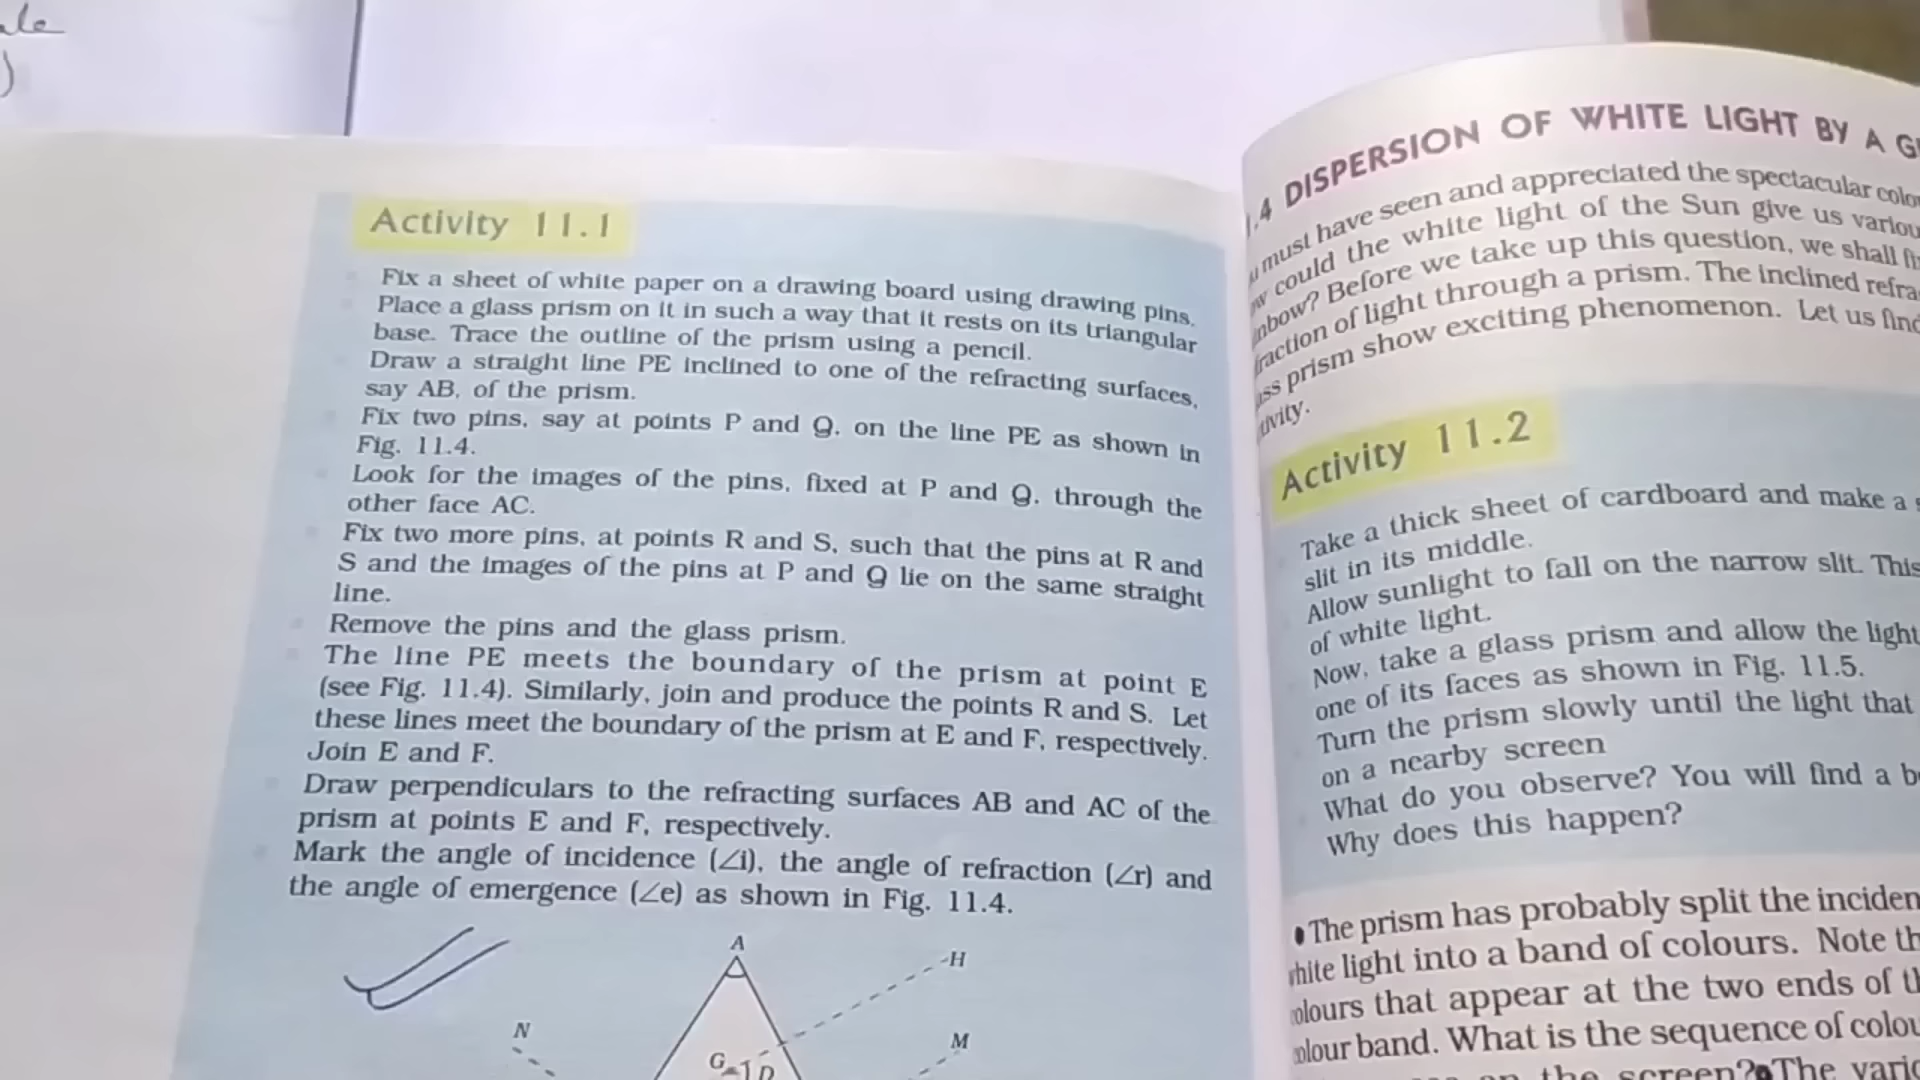 Activity 11.1
Fix a sheet of white paper on a drawing board using drawing pins.
Place a glass prism on it in such a way that it rests on its triangular
base. Trace the outline of the prism using a pencil.
Draw a straight line PE inclined to one of the refracting surfaces,
say AB, of the prism.
Fix two pins, say at points P and Q, on the line PE as shown in
Fig. 11.4.
Look for the images of the pins, fixed at P and Q, through the
other face AC.
Fix two more pins, at points R and S, such that the pins at R and
S and the images of the pins at P and Q lie on the same straight
line.
Remove the pins and the glass prism.
The line PE meets the boundary of the prism at point E
(see Fig. 11.4). Similarly, join and produce the points R and S. Let
these lines meet the boundary of the prism at E and F, respectively.
Join E and F.
Draw perpendiculars to the refracting surfaces AB and AC of the
prism at points E and F, respectively.
Mark the angle of incidence (∠i), the angle of refraction (∠r) and
the angle of emergence (∠e) as shown in Fig. 11.4.
A
H
N
M
G
D
.4 DISPERSION OF WHITE LIGHT BY A
must have seen and appreciated the spectacular
could the white light of the Sun give us
Before we take up this question, we shall
of light through a prism. The inclined
prism show exciting phenomenon. Let us
Activity 11.2
Take a thick sheet of cardboard and make a
slit in its middle.
Allow sunlight to fall on the narrow slit. This
of white light.
Now, take a glass prism and allow the light
one of its faces as shown in Fig. 11.5.
Turn the prism slowly until the light that
on a nearby screen
What do you observe? You will find a
Why does this happen?
The prism has probably split the
light into a band of colours. Note
that appear at the two ends of
band. What is the sequence of
the screen? The